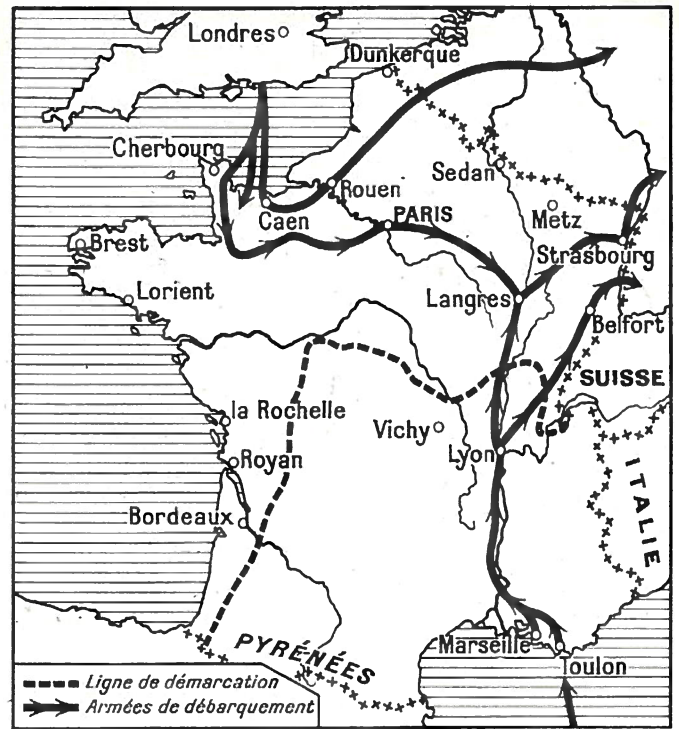 Londres
Dunkerque
Cherbourg
Sedan
Rouen
Caen
PARIS
Metz
Brest
Strasbourg
Lorient
Langres
Belfort
SUISSE
la Rochelle
Vichy
Lyon
Royan
ITALIE
Bordeaux
PYRÉNÉES
Marseille
Toulon
Ligne de démarcation
Armées de débarquement